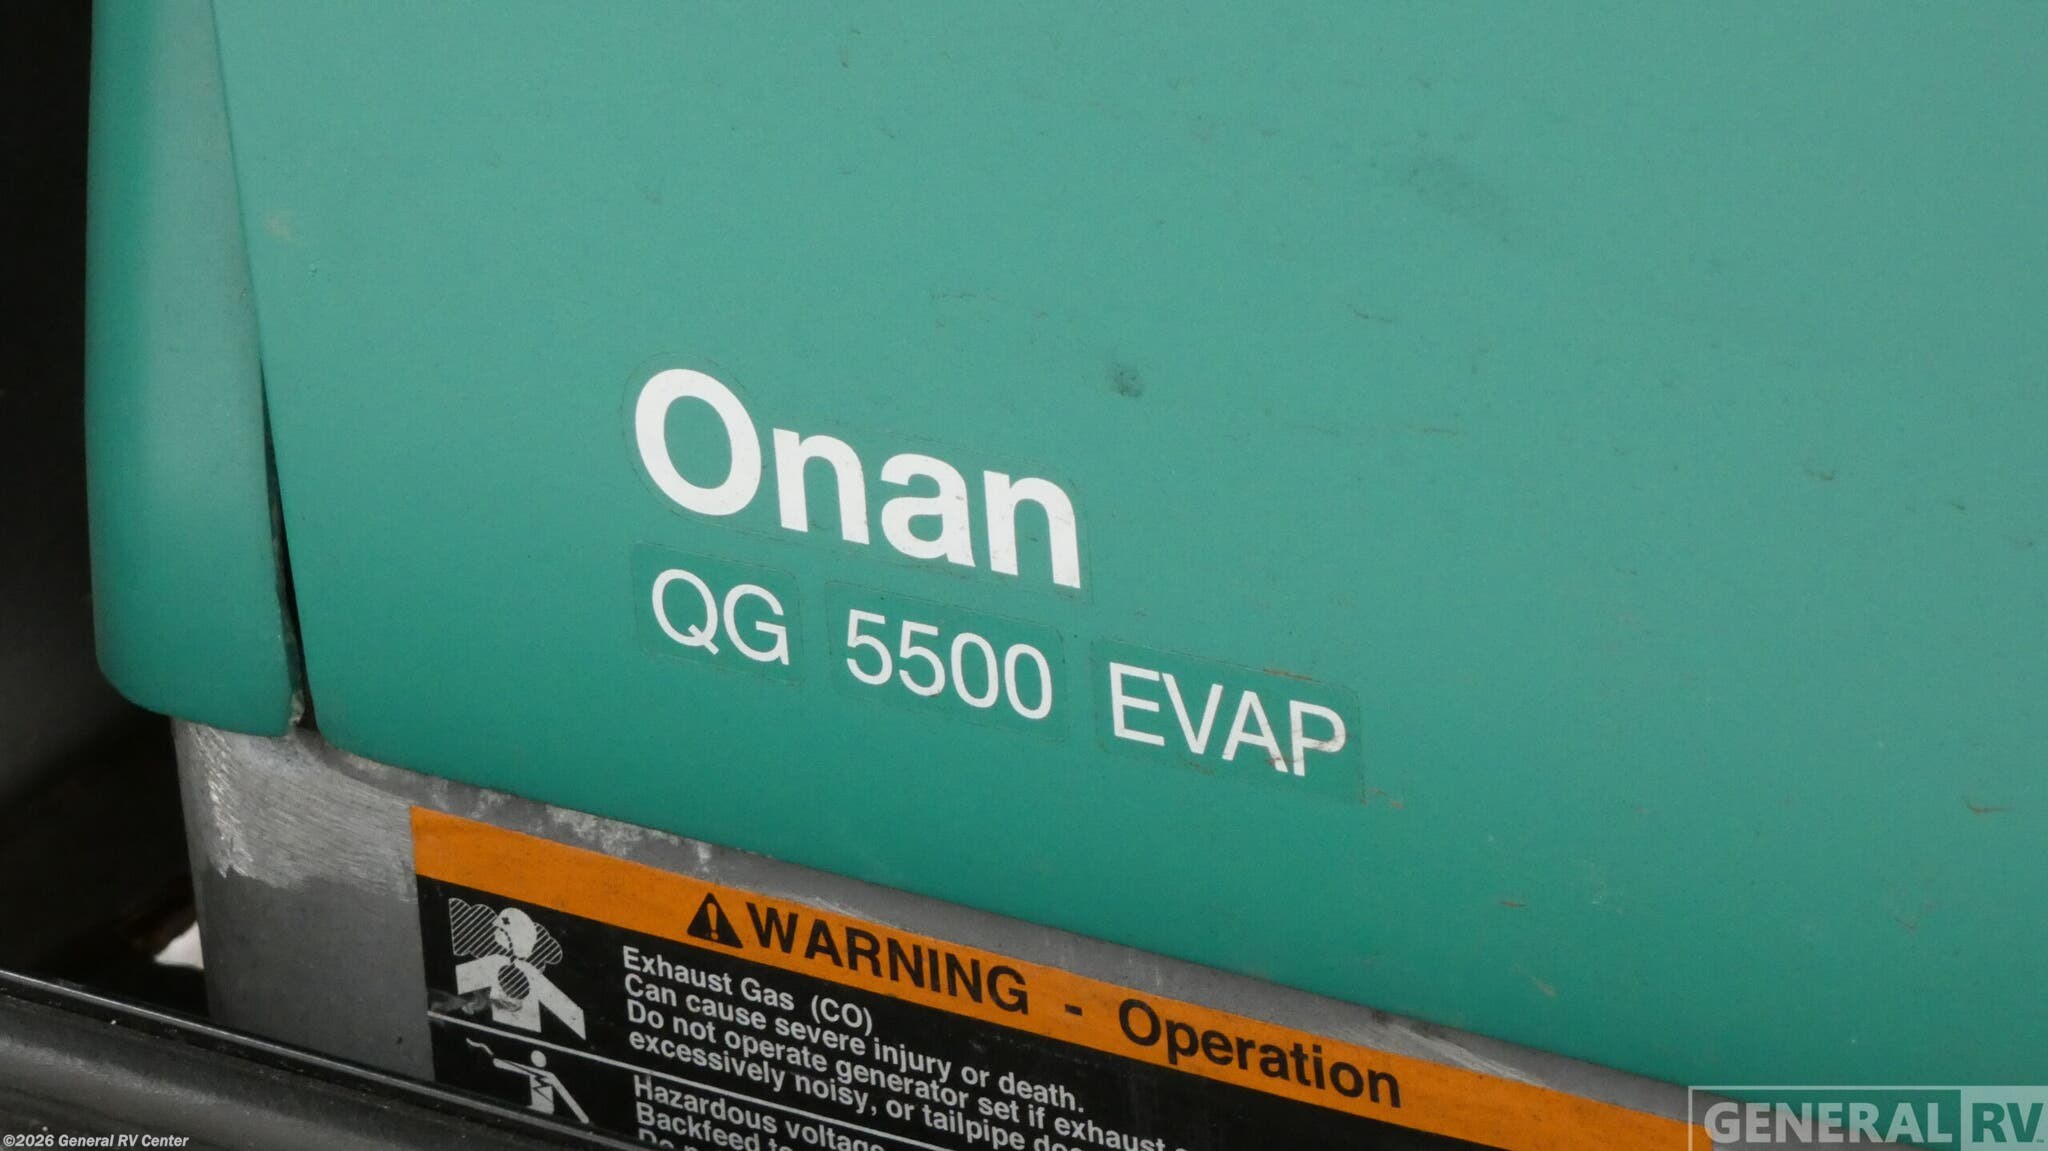 Onan
QG 5500 EVAP
WARNING - Operation
Exhaust Gas (CO)
Can cause severe injury or death.
Do not operate generator set if exhaust
excessively noisy, or tailpipe
Hazardous voltage
Backfeed
©2026 General RV Center
GENERAL RV